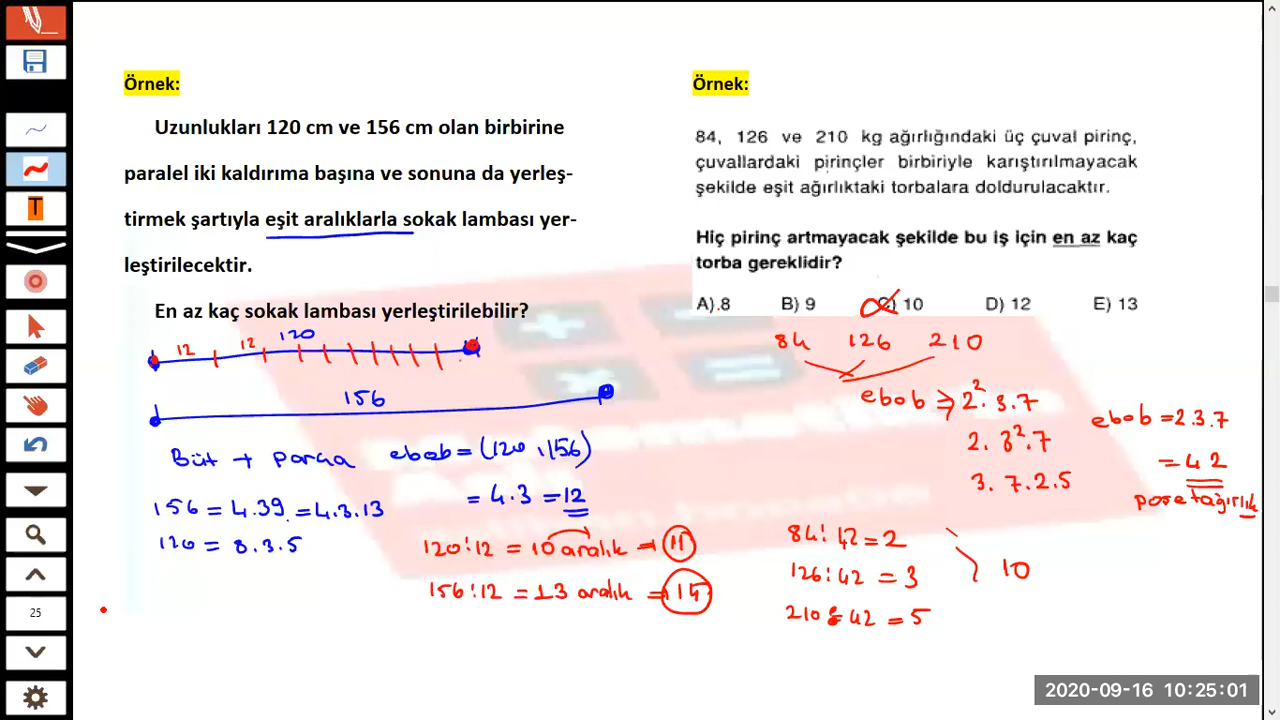 Örnek:
Uzunlukları 120 cm ve 156 cm olan birbirine
paralel iki kaldırıma başına ve sonuna da yerleş-
tirmek şartıyla eşit aralıklarla sokak lambası yer-
leştirilecektir.
En az kaç sokak lambası yerleştirilebilir?
12 12 120
156
Büt + parça
ebob = (120, 156)
= 4.3 = 12
156 = 4.39 = 4.3.13
120 = 8.3.5
120:12 = 10 aralık → 11
156:12 = 13 aralık = 14
Örnek:
84, 126 ve 210 kg ağırlığındaki üç çuval pirinç,
çuvallardaki pirinçler birbiriyle karıştırılmayacak
şekilde eşit ağırlıktaki torbalara doldurulacaktır.
Hiç pirinç artmayacak şekilde bu iş için en az kaç
torba gereklidir?
A) 8 B) 9 C) 10 D) 12 E) 13
84 126 210
ebob ⇒ 2².3.7
2.3².7
3.7.2.5
ebob = 2.3.7
= 42
poşet ağırlık
84:42 = 2
126:42 = 3
210:42 = 5
10
T
25
2020-09-16 10:25:01